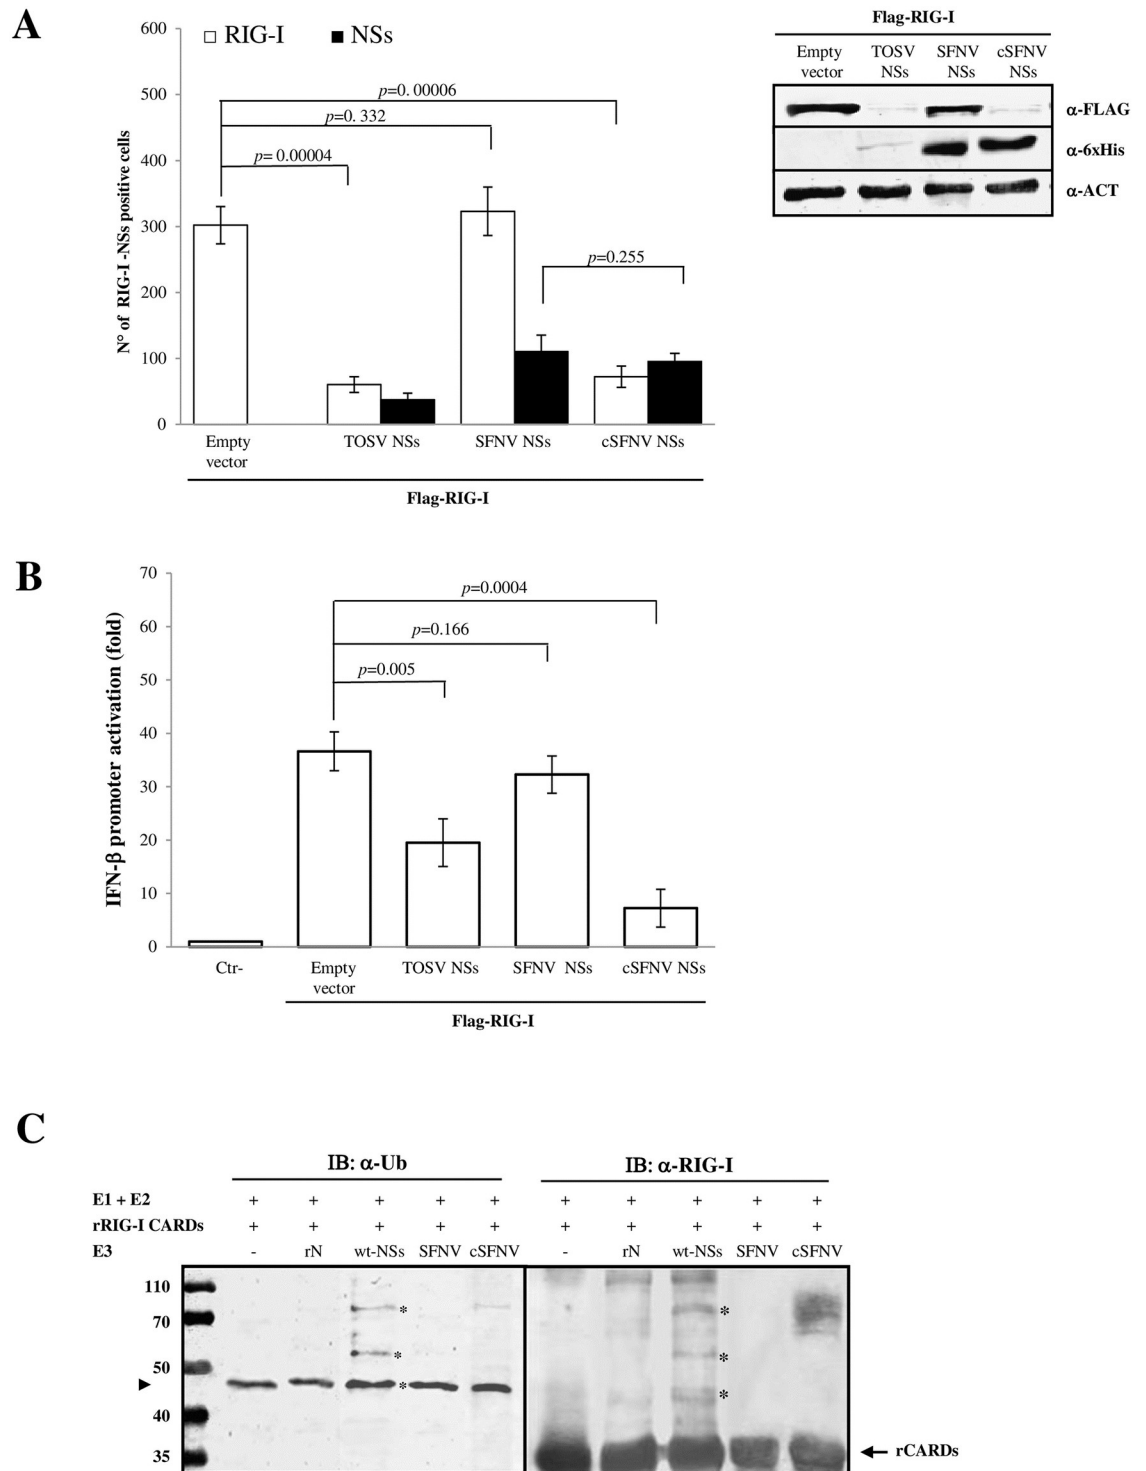 A
RIG-I NSs
N° of RIG-I -NSs positive cells
600
500
400
300
200
100
0
p=0. 00006
p=0. 332
p= 0.00004
p=0.255
Empty vector
TOSV NSs
SFNV NSs
cSFNV NSs
Flag-RIG-I
Flag-RIG-I
Empty vector
TOSV NSs
SFNV NSs
cSFNV NSs
α-FLAG
α-6xHis
α-ACT
B
IFN-β promoter activation (fold)
70
60
50
40
30
20
10
0
p=0.0004
p=0.166
p=0.005
Ctr-
Empty vector
TOSV NSs
SFNV NSs
cSFNV NSs
Flag-RIG-I
C
IB: α-Ub
IB: α-RIG-I
E1 + E2 + + + + + + + + + +
rRIG-I CARDs + + + + + + + + + +
E3 - rN wt-NSs SFNV cSFNV - rN wt-NSs SFNV cSFNV
110
70
50
40
35
* 
*
*
*
*
*
rCARDs